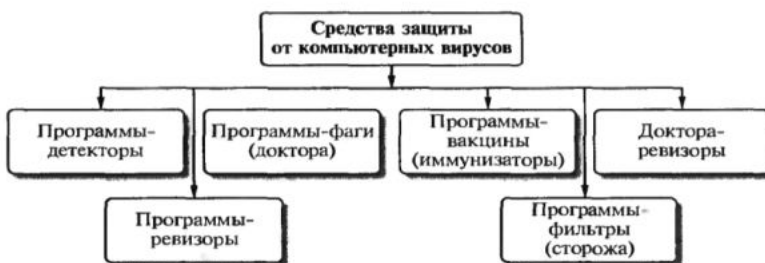 Средства защиты
от компьютерных вирусов
Программы-
детекторы
Программы-фаги
(доктора)
Программы-
вакцины
(иммунизаторы)
Доктора-
ревизоры
Программы-
ревизоры
Программы-
фильтры
(сторожа)